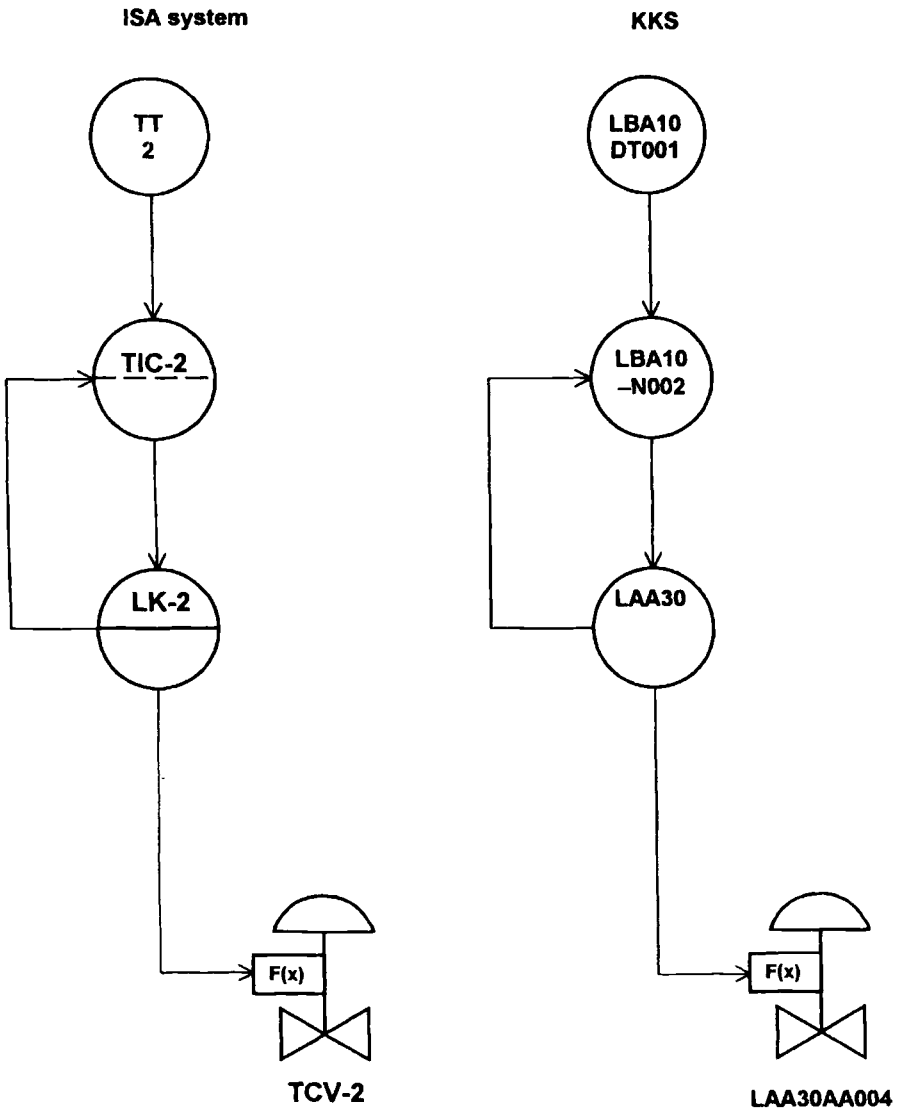 ISA system
TT
2
TIC-2
LK-2
F(x)
TCV-2
KKS
LBA10
DT001
LBA10
–N002
LAA30
F(x)
LAA30AA004